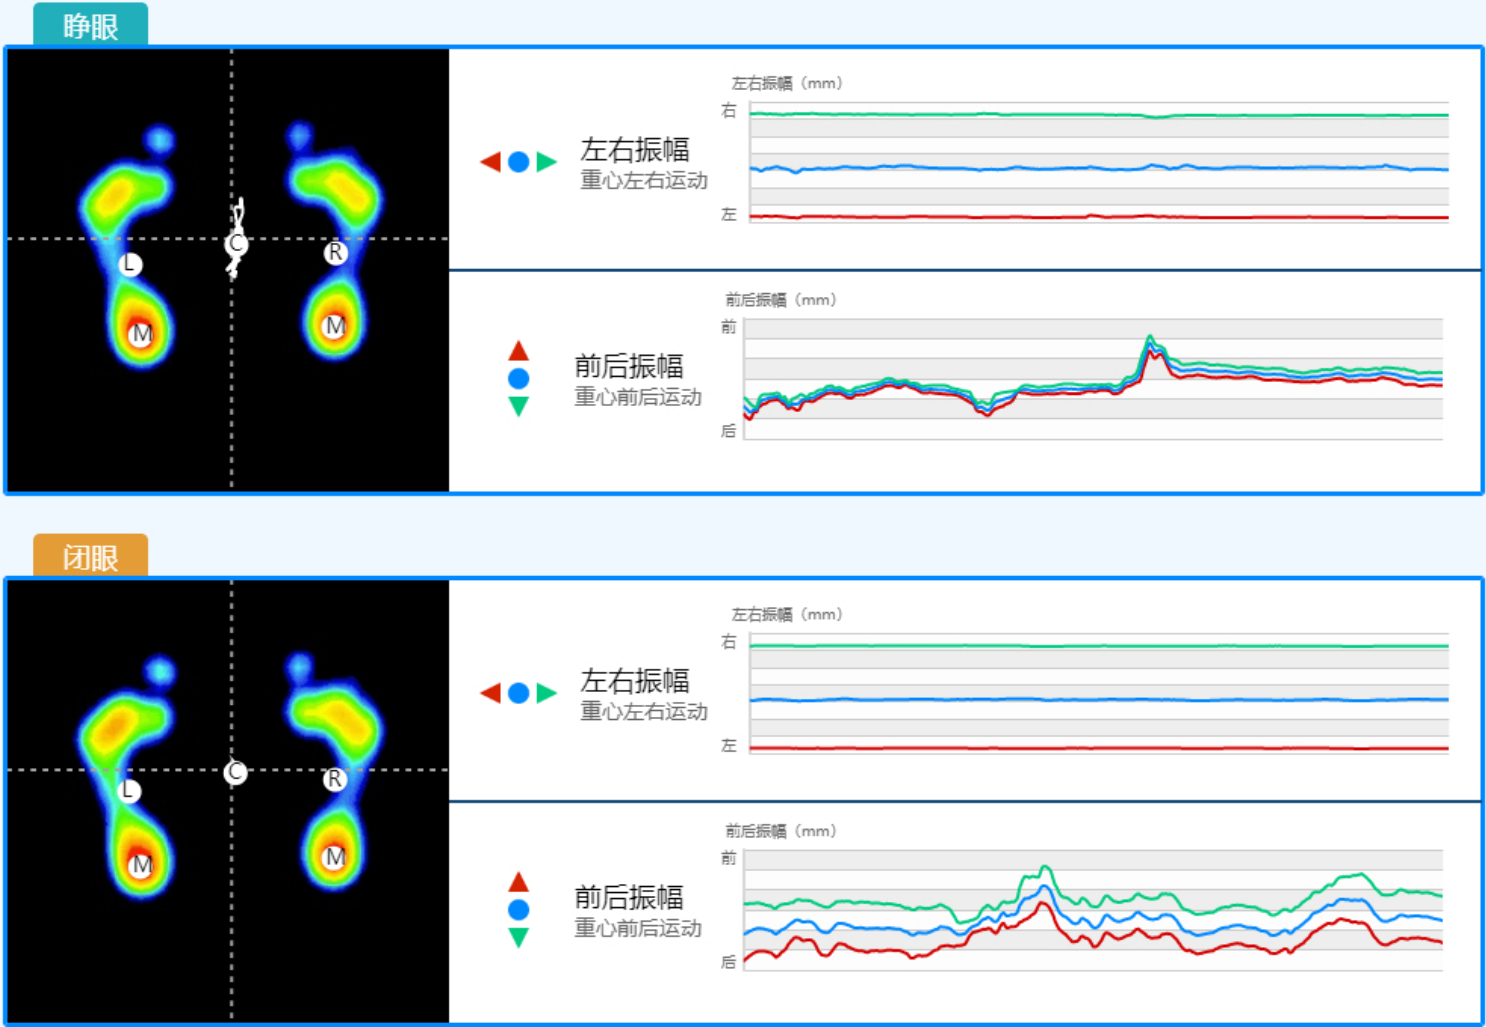 睁眼
左右振幅（mm）
右
左右振幅
重心左右运动
左
C
R
L
M
M
前后振幅（mm）
前
前后振幅
重心前后运动
后
闭眼
左右振幅（mm）
右
左右振幅
重心左右运动
左
C
R
L
M
M
前后振幅（mm）
前
前后振幅
重心前后运动
后